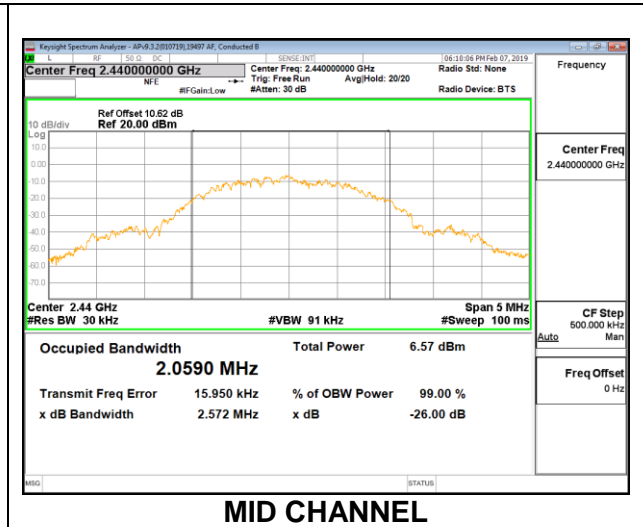 Keysight Spectrum Analyzer - APv9.3.2(010719),19497 AF, Conducted B
L RF 50 Ω DC SENSE:INT 06:10:06 PM Feb 07, 2019
Center Freq 2.440000000 GHz Center Freq: 2.440000000 GHz Radio Std: None Frequency
NFE Trig: Free Run Avg|Hold: 20/20
#IFGain:Low #Atten: 30 dB Radio Device: BTS
Ref Offset 10.62 dB
10 dB/div Ref 20.00 dBm
Log
10.0
0.00
-10.0
-20.0
-30.0
-40.0
-50.0
-60.0
-70.0
Center Freq
2.440000000 GHz
Center 2.44 GHz Span 5 MHz
#Res BW 30 kHz #VBW 91 kHz #Sweep 100 ms
CF Step
500.000 kHz
Auto Man
Occupied Bandwidth Total Power 6.57 dBm
2.0590 MHz
Transmit Freq Error 15.950 kHz % of OBW Power 99.00 %
x dB Bandwidth 2.572 MHz x dB -26.00 dB
Freq Offset
0 Hz
MSG STATUS
MID CHANNEL